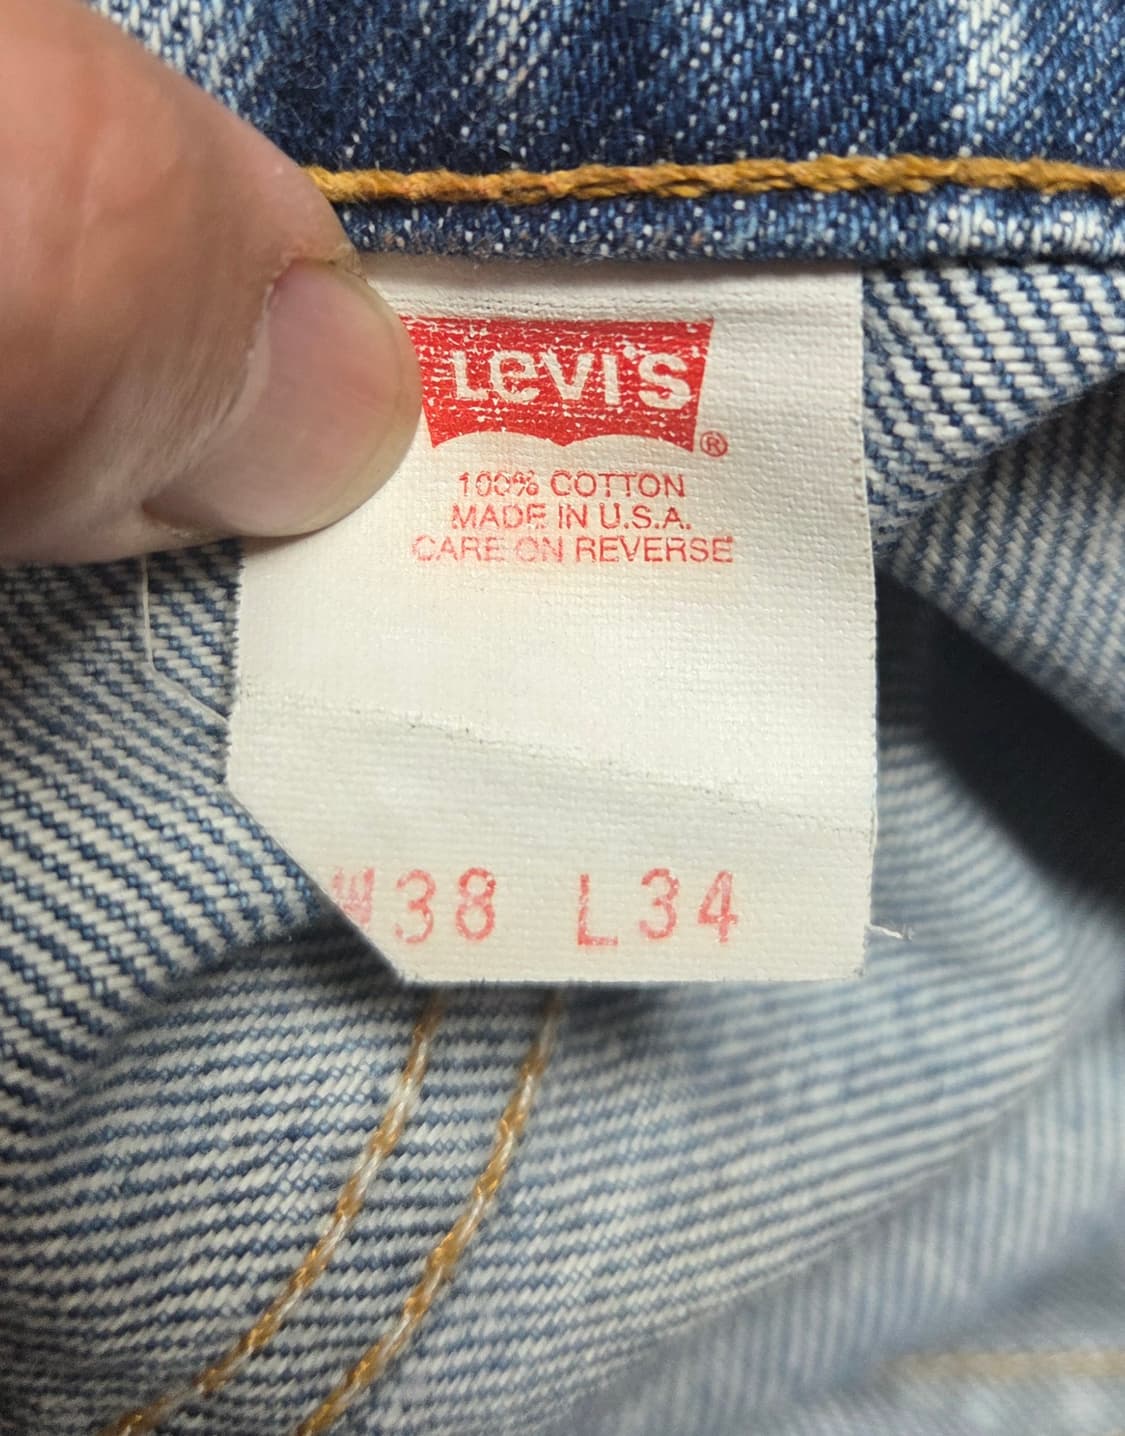 Levi's ®
100% COTTON
MADE IN U.S.A.
CARE ON REVERSE
W38 L34